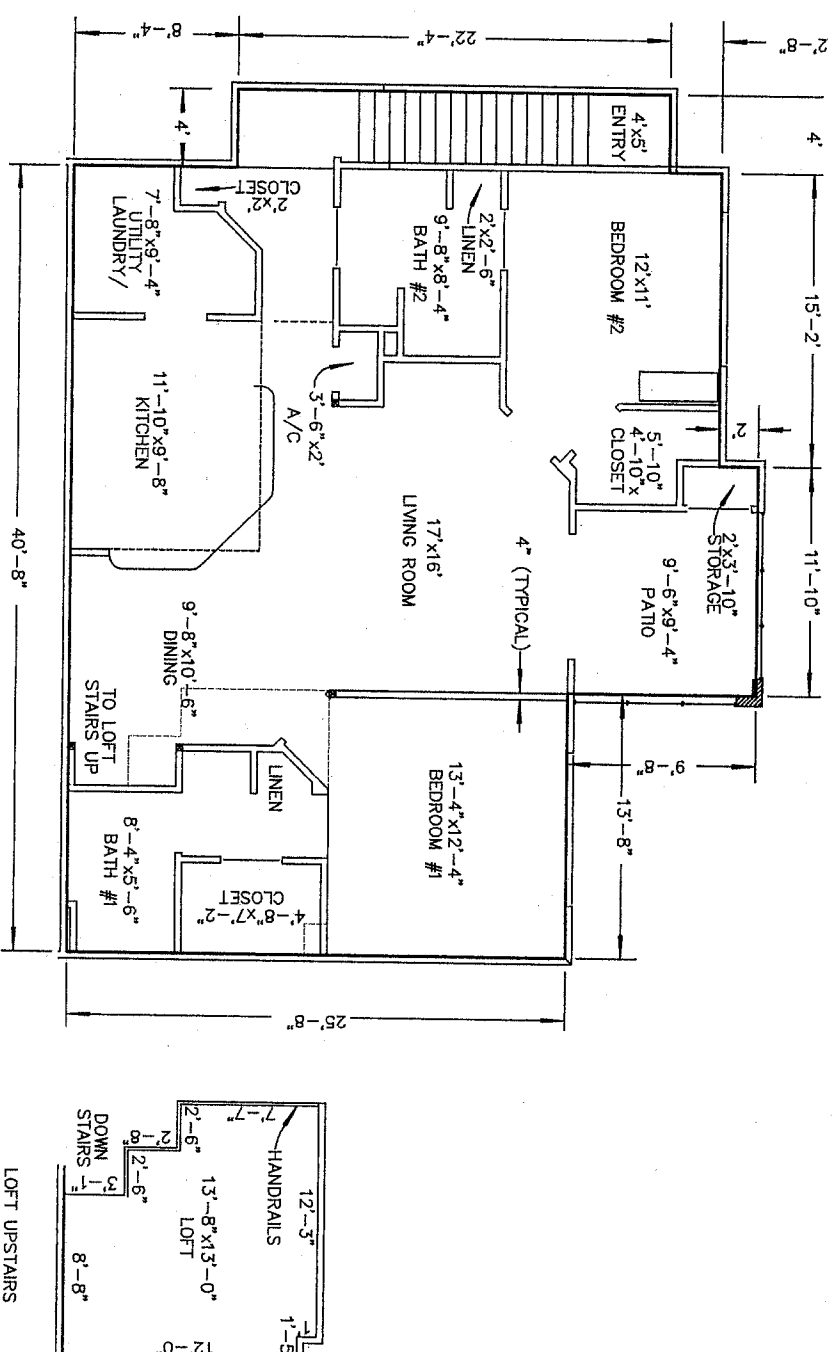 8'-4"
22'-4"
2'-8"
4'
4'
4'x5'
ENTRY
15'-2'
2'x2'
CLOSET
7'-8"x9'-4"
UTILITY
LAUNDRY/
2'x2'-6"
LINEN
9'-8"x8'-4"
BATH #2
12'x11'
BEDROOM #2
2'
5'-10"
4'-10"x
CLOSET
3'-6"x2'
A/C
11'-10"x9'-8"
KITCHEN
2'x3'-10"
STORAGE
11'-10"
17'x16'
LIVING ROOM
4" (TYPICAL)
9'-6"x9'-4"
PATIO
40'-8"
9'-8"x10'-6"
DINING
TO LOFT
STAIRS UP
9'-8"
13'-8"
LINEN
13'-4"x12'-4"
BEDROOM #1
8'-4"x5'-6"
BATH #1
4'-8"x7'-2"
CLOSET
25'-8"
HANDRAILS
7'-7"
12'-3"
2'-6"
2'-8"
2'-6"
DOWN
STAIRS
3'-1"
13'-8"x13'-0"
LOFT
8'-8"
12'-0"
LOFT UPSTAIRS